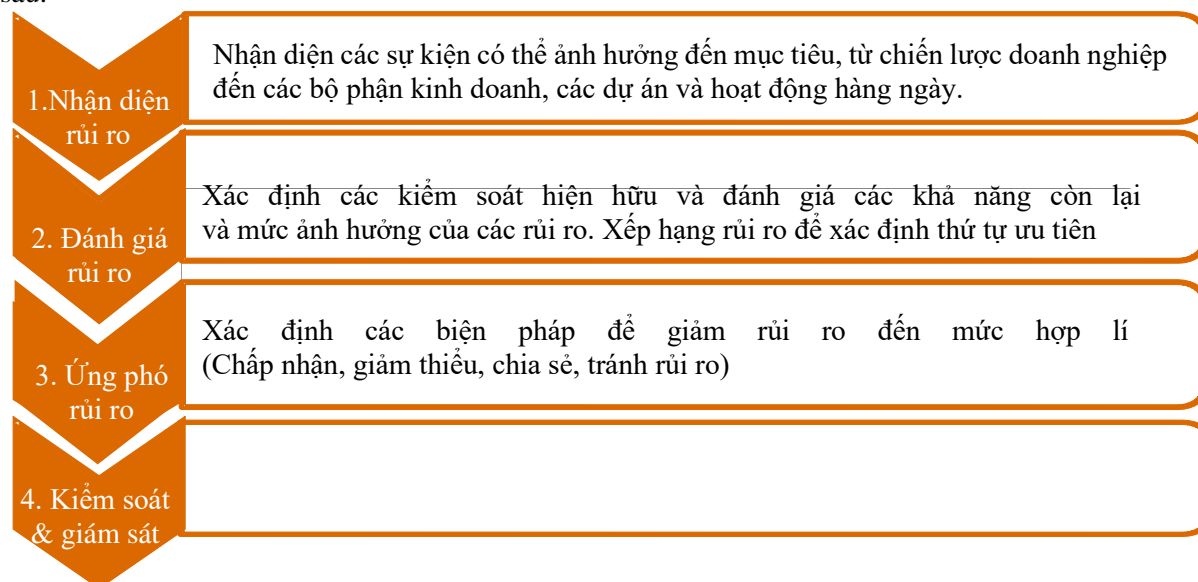 sau:
1.Nhận diện
rủi ro
Nhận diện các sự kiện có thể ảnh hưởng đến mục tiêu, từ chiến lược doanh nghiệp
đến các bộ phận kinh doanh, các dự án và hoạt động hàng ngày.
2. Đánh giá
rủi ro
Xác định các kiểm soát hiện hữu và đánh giá các khả năng còn lại
và mức ảnh hưởng của các rủi ro. Xếp hạng rủi ro để xác định thứ tự ưu tiên
3. Ứng phó
rủi ro
Xác định các biện pháp để giảm rủi ro đến mức hợp lí
(Chấp nhận, giảm thiểu, chia sẻ, tránh rủi ro)
4. Kiểm soát
& giám sát